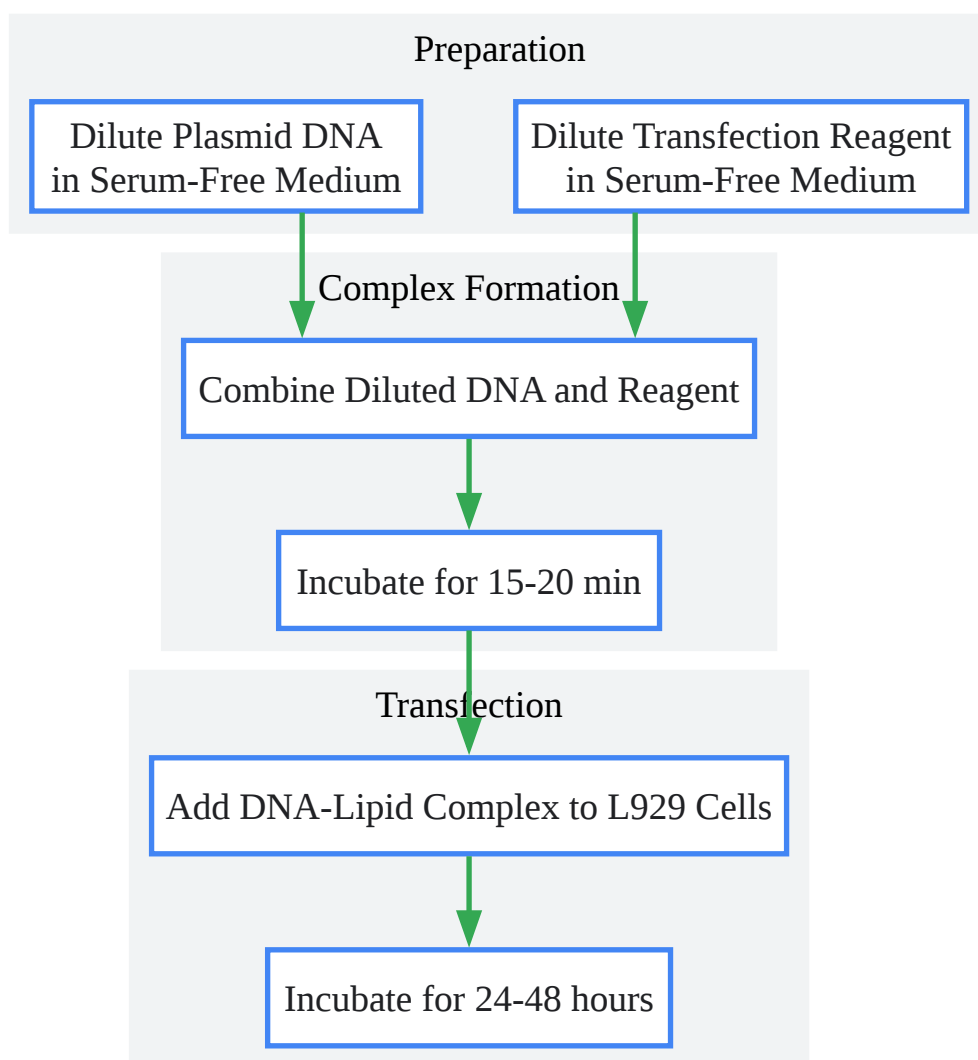 Preparation
Dilute Plasmid DNA
in Serum-Free Medium
Dilute Transfection Reagent
in Serum-Free Medium
Complex Formation
Combine Diluted DNA and Reagent
Incubate for 15-20 min
Transfection
Add DNA-Lipid Complex to L929 Cells
Incubate for 24-48 hours